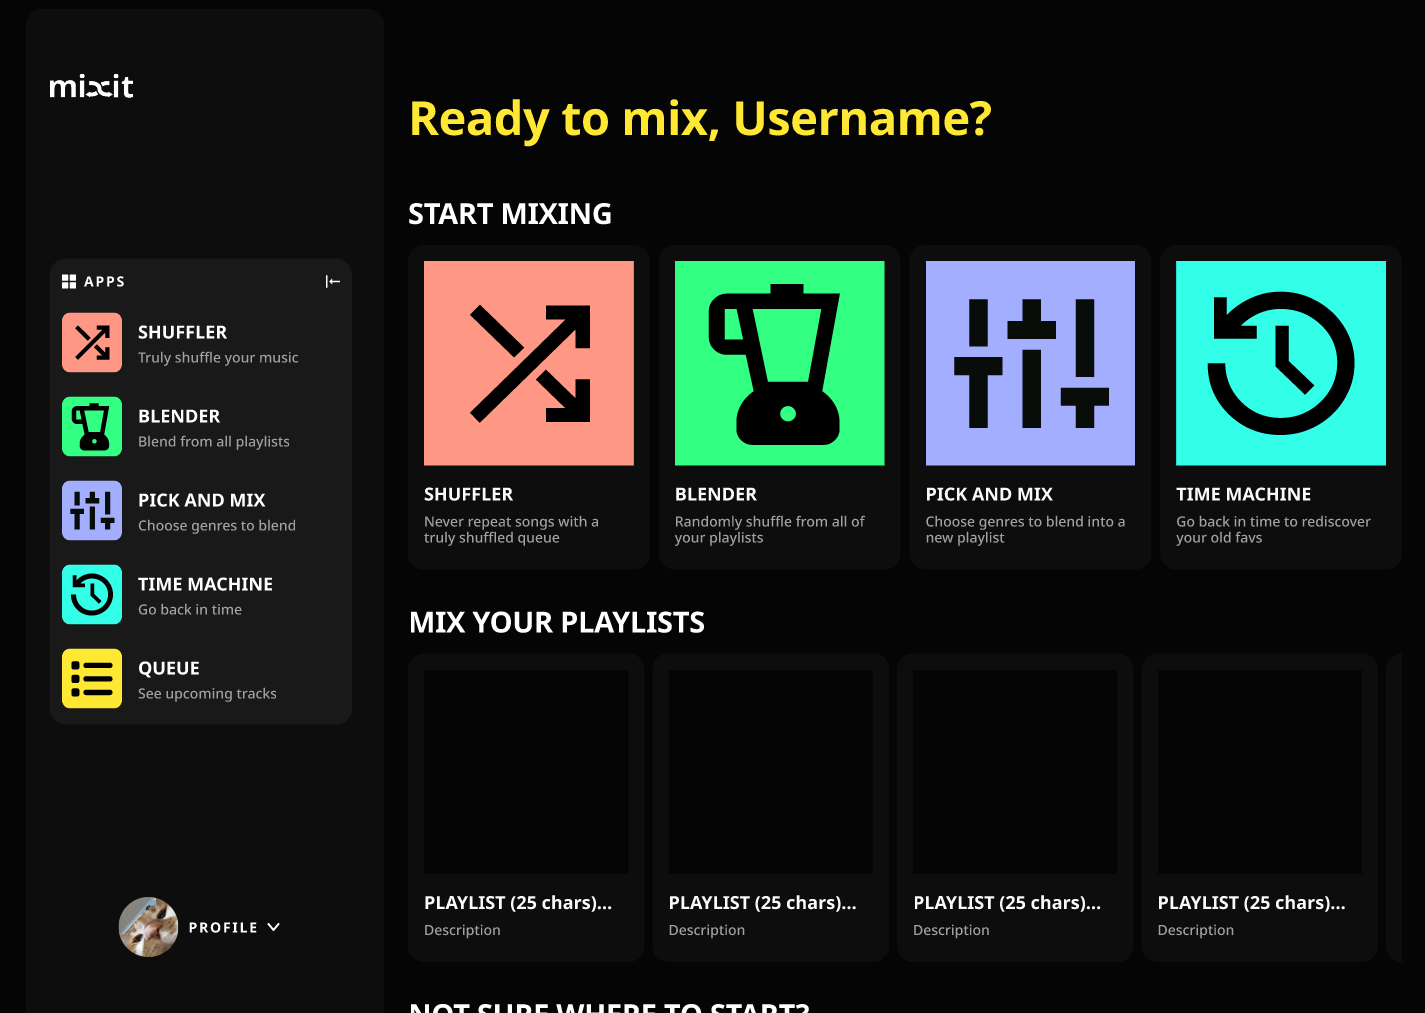 mixit
APPS
SHUFFLER
Truly shuffle your music
BLENDER
Blend from all playlists
PICK AND MIX
Choose genres to blend
TIME MACHINE
Go back in time
QUEUE
See upcoming tracks
PROFILE
Ready to mix, Username?
START MIXING
SHUFFLER
Never repeat songs with a
truly shuffled queue
BLENDER
Randomly shuffle from all of
your playlists
PICK AND MIX
Choose genres to blend into a
new playlist
TIME MACHINE
Go back in time to rediscover
your old favs
MIX YOUR PLAYLISTS
PLAYLIST (25 chars)...
Description
PLAYLIST (25 chars)...
Description
PLAYLIST (25 chars)...
Description
PLAYLIST (25 chars)...
Description
NOT SURE WHERE TO START?